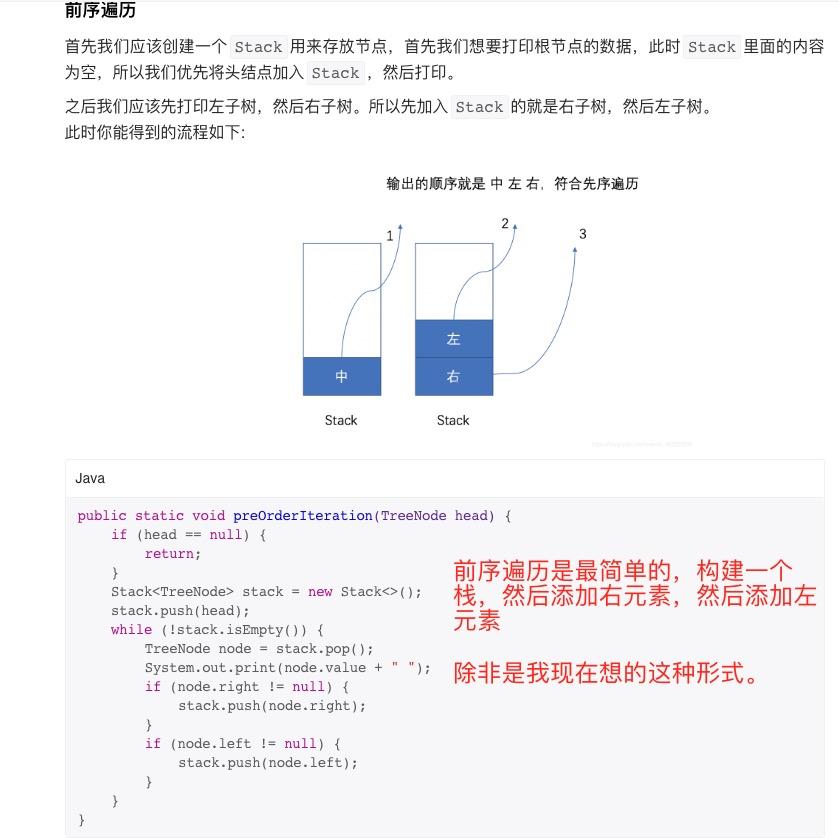 前序遍历
首先我们应该创建一个 Stack 用来存放节点，首先我们想要打印根节点的数据，此时 Stack 里面的内容
为空，所以我们优先将头结点加入 Stack ，然后打印。
之后我们应该先打印左子树，然后右子树。所以先加入 Stack 的就是右子树，然后左子树。
此时你能得到的流程如下:
输出的顺序就是 中 左 右，符合先序遍历
1
2
3
左
中
右
Stack
Stack
Java
public static void preOrderIteration(TreeNode head) {
if (head == null) {
return;
}
Stack<TreeNode> stack = new Stack<>();
stack.push(head);
while (!stack.isEmpty()) {
TreeNode node = stack.pop();
System.out.print(node.value + " ");
if (node.right != null) {
stack.push(node.right);
}
if (node.left != null) {
stack.push(node.left);
}
}
}
前序遍历是最简单的，构建一个
栈，然后添加右元素，然后添加左
元素
除非是我现在想的这种形式。